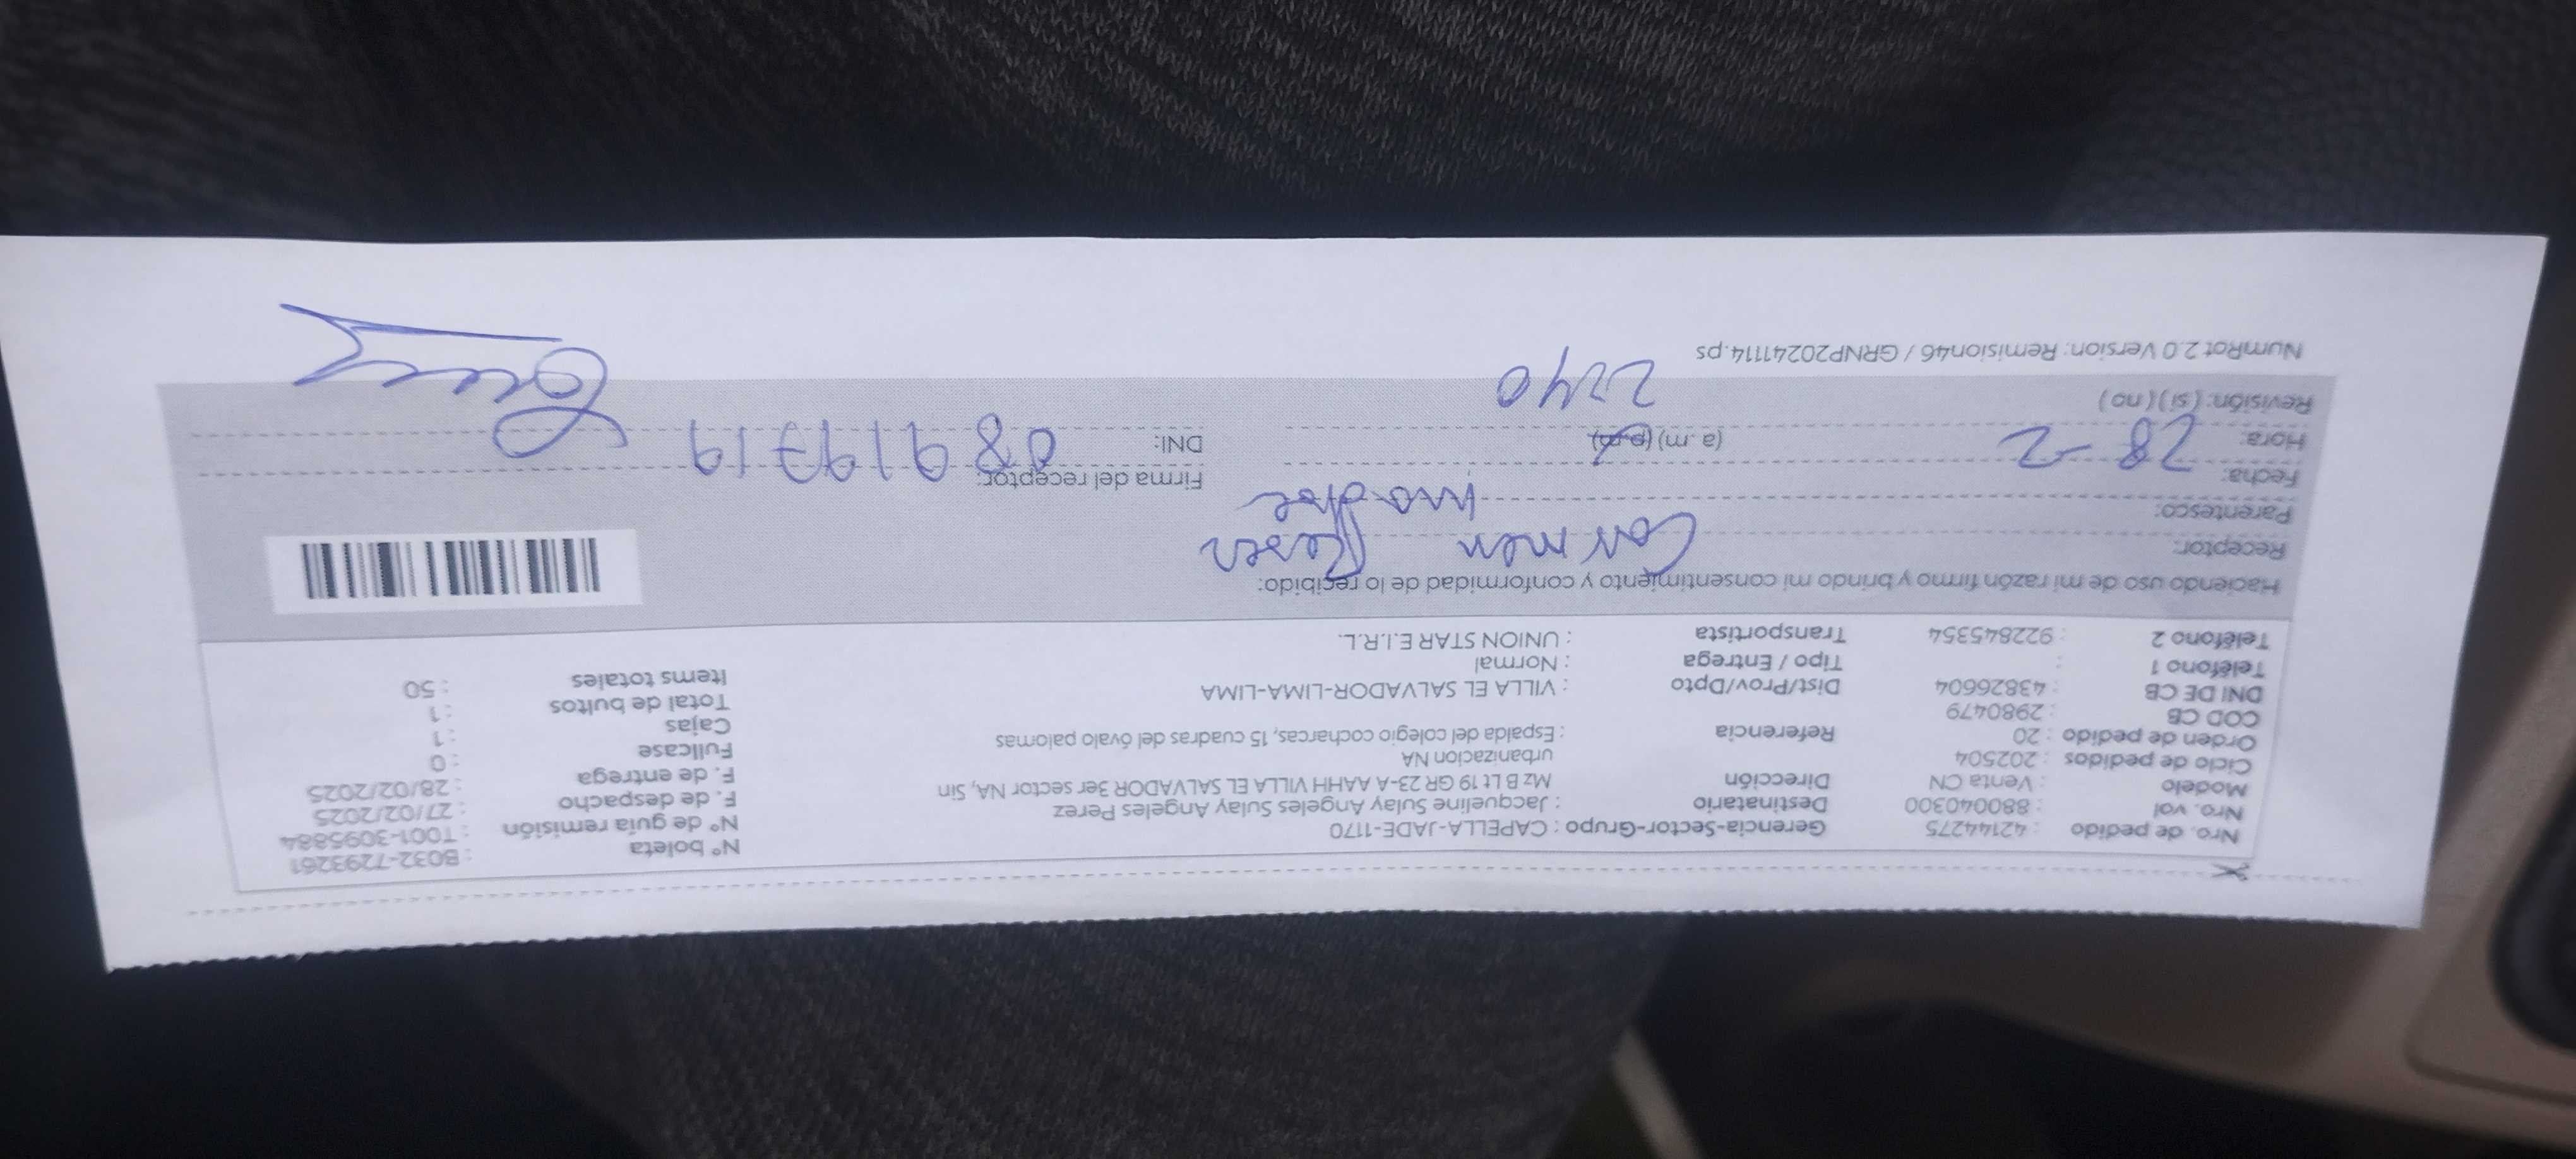 Nro. de pedido : 42144275 Gerencia-Sector-Grupo : CAPELLA-JADE-1170 N° boleta : B032-7293261
Nro. vol : 880040300 Destinatario : Jacqueline Sulay Angeles Sulay Angeles Perez N° de guía remisión : T001-3095884
Modelo : Venta CN Dirección Mz B Lt 19 GR 23-A AAHH VILLA EL SALVADOR 3er sector NA, Sin F. de despacho : 27/02/2025
urbanizacion NA F. de entrega : 28/02/2025
Ciclo de pedidos : 202504 Fullcase : 0
Orden de pedido : 20 Referencia : Espalda del colegio cocharcas, 15 cuadras del óvalo palomas Cajas : 1
COD CB : 2980479 Total de bultos : 1
DNI DE CB : 43826604 Dist/Prov/Dpto : VILLA EL SALVADOR-LIMA-LIMA Items totales : 50
Teléfono 1 : Tipo / Entrega : Normal
Teléfono 2 : 922845354 Transportista : UNION STAR E.I.R.L.
Haciendo uso de mi razón firmo y brindo mi consentimiento y conformidad de lo recibido:
Receptor: Carmen
Parentesco: madre
Fecha: 28-2 Firma del receptor:
Hora: (a.m) (p.m) 2240 DNI: 08919719
Revisión: (sí) (no)
NumRot 2.0 Version: Remision46 / GRNP20241114.ps